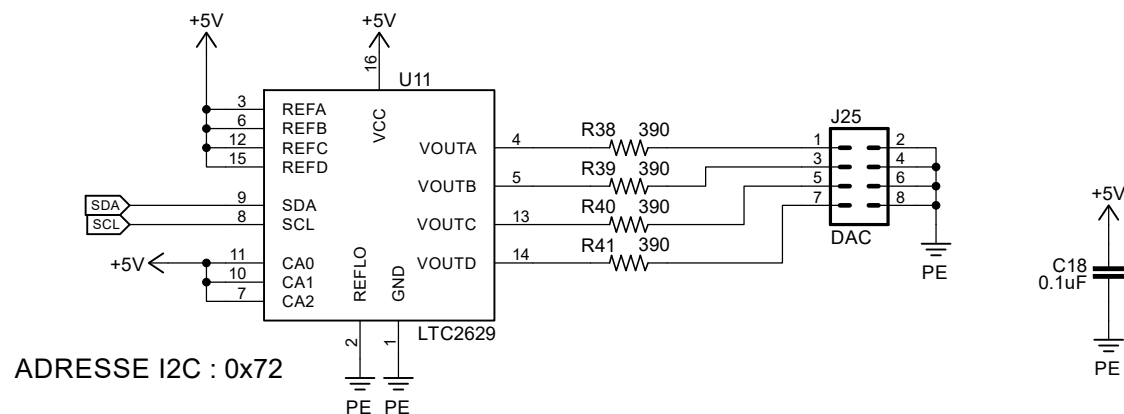 +5V +5V
16
U11
3 REFA
6 REFB
12 REFC
15 REFD
VCC
VOUTA 4 R38 390
VOUTB 5 R39 390
VOUTC 13 R40 390
VOUTD 14 R41 390
J25
1 2
3 4
5 6
7 8
DAC
PE
SDA 9 SDA
SCL 8 SCL
+5V 11 CA0
10 CA1
7 CA2
REFLO GND
LTC2629
2 1
PE PE
ADRESSE I2C : 0x72
+5V
C18
0.1uF
PE